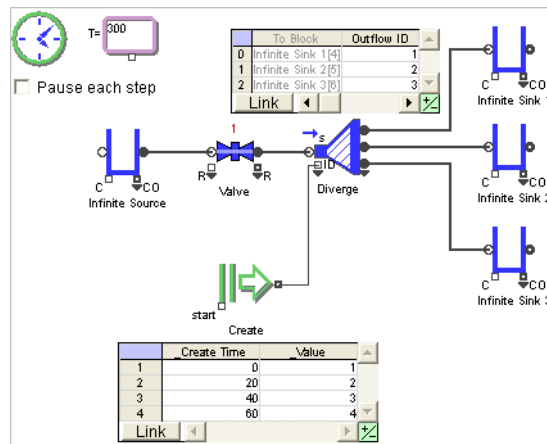 T= 300
To Block Outflow ID
0 Infinite Sink 1[4] 1
1 Infinite Sink 2[5] 2
2 Infinite Sink 3[6] 3
Link
Pause each step
C
Infinite Sink 1
1
s
ID
C CO
Infinite Source
R R
Valve
Diverge
C CO
Infinite Sink 2
start
Create
C CO
Infinite Sink 3
_Create Time _Value
1 0 1
2 20 2
3 40 3
4 60 4
Link